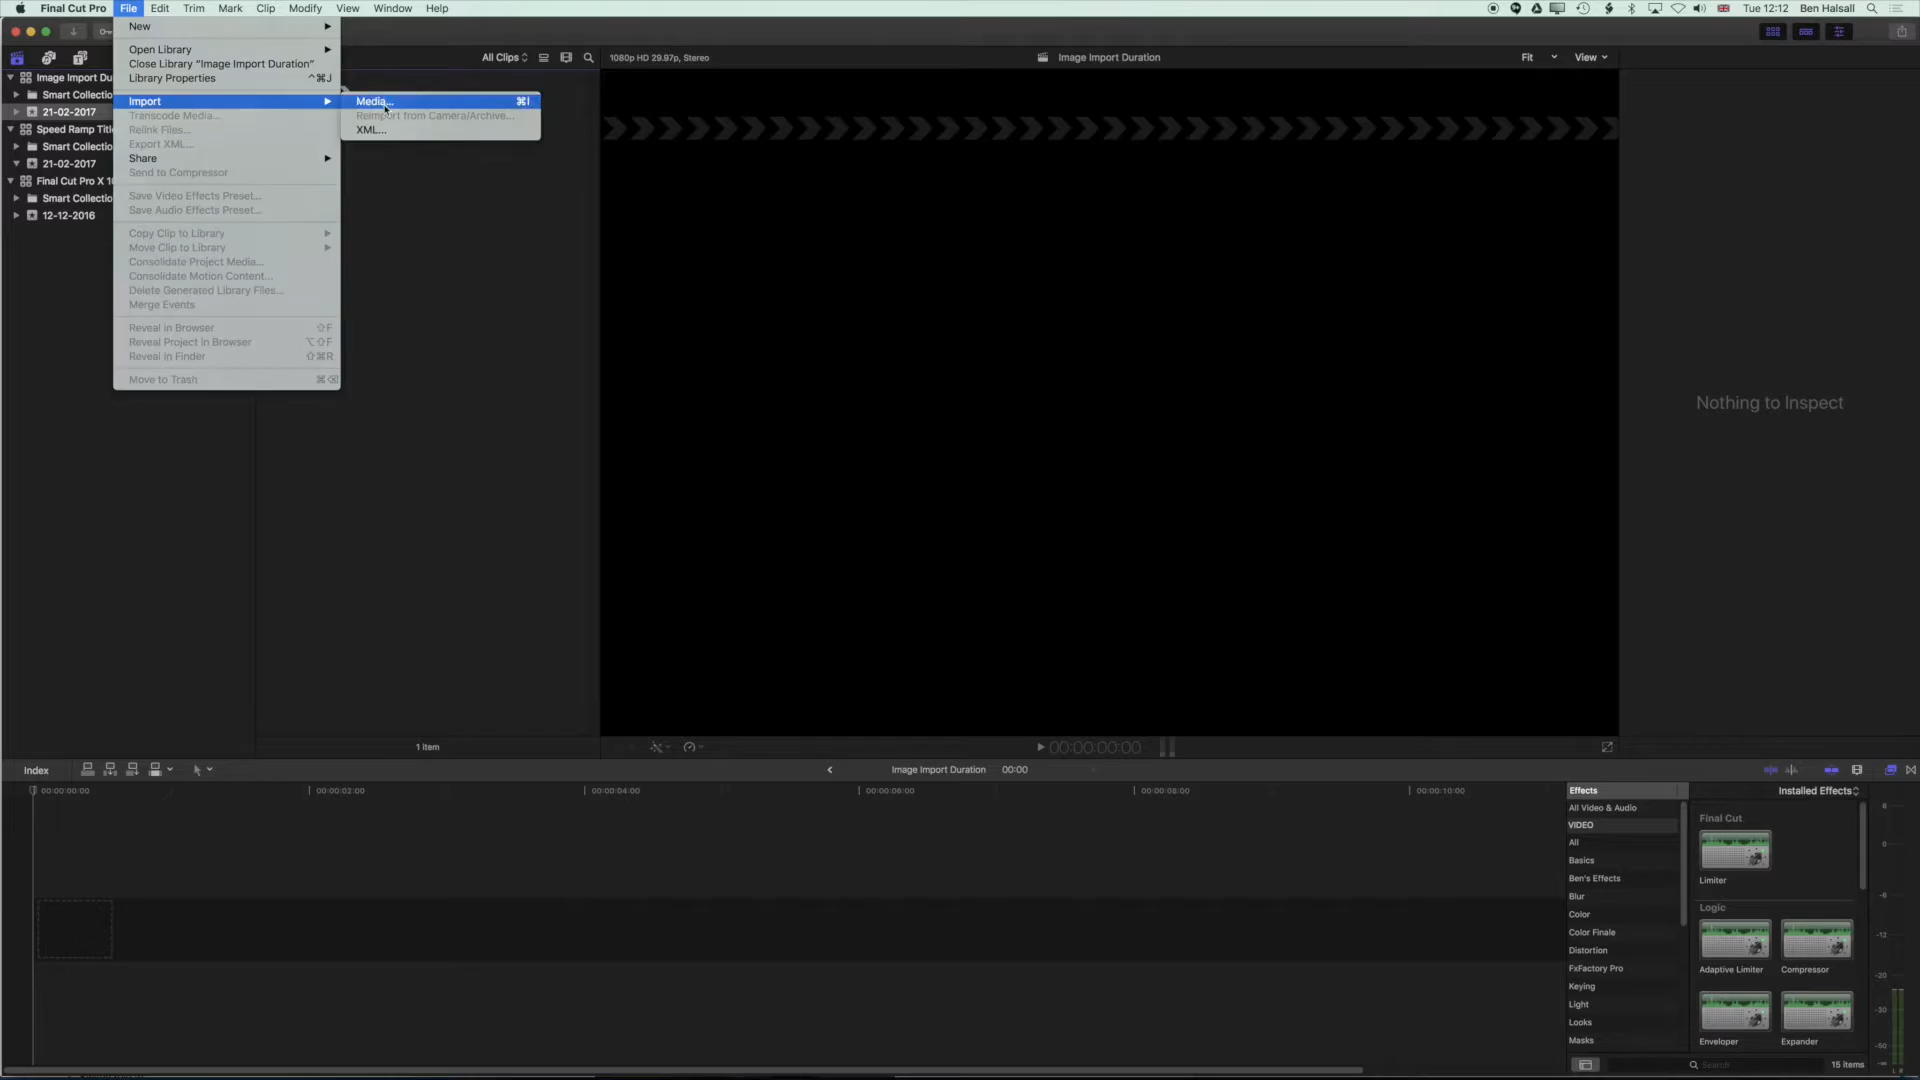 Final Cut Pro File Edit Trim Mark Clip Modify View Window Help Tue 12:12 Ben Halsall
New
Open Library
Close Library “Image Import Duration”
Library Properties ^⌘J
Import
Transcode Media...
Relink Files...
Export XML...
Share
Send to Compressor
Save Video Effects Preset...
Save Audio Effects Preset...
Copy Clip to Library
Move Clip to Library
Consolidate Project Media...
Consolidate Motion Content...
Delete Generated Library Files...
Merge Events
Reveal in Browser ⇧F
Reveal Project in Browser ⌥⇧F
Reveal in Finder ⇧⌘R
Move to Trash ⌘⌫
Media... ⌘I
Reimport from Camera/Archive...
XML...
Image Import Du
Smart Collectio
21-02-2017
Speed Ramp Titl
Smart Collectio
21-02-2017
Final Cut Pro X 1
Smart Collectio
12-12-2016
All Clips
1 item
1080p HD 29.97p, Stereo
Image Import Duration
Fit
View
Nothing to Inspect
00:00:00:00
Index
Image Import Duration 00:00
00:00:00:00 00:00:02:00 00:00:04:00 00:00:06:00 00:00:08:00 00:00:10:00
Effects
All Video & Audio
VIDEO
All
Basics
Ben's Effects
Blur
Color
Color Finale
Distortion
FxFactory Pro
Keying
Light
Looks
Masks
Installed Effects
Final Cut
Limiter
Logic
Adaptive Limiter Compressor
Enveloper Expander
Search
15 items
6
0
-6
-12
-20
-30
-50
L R